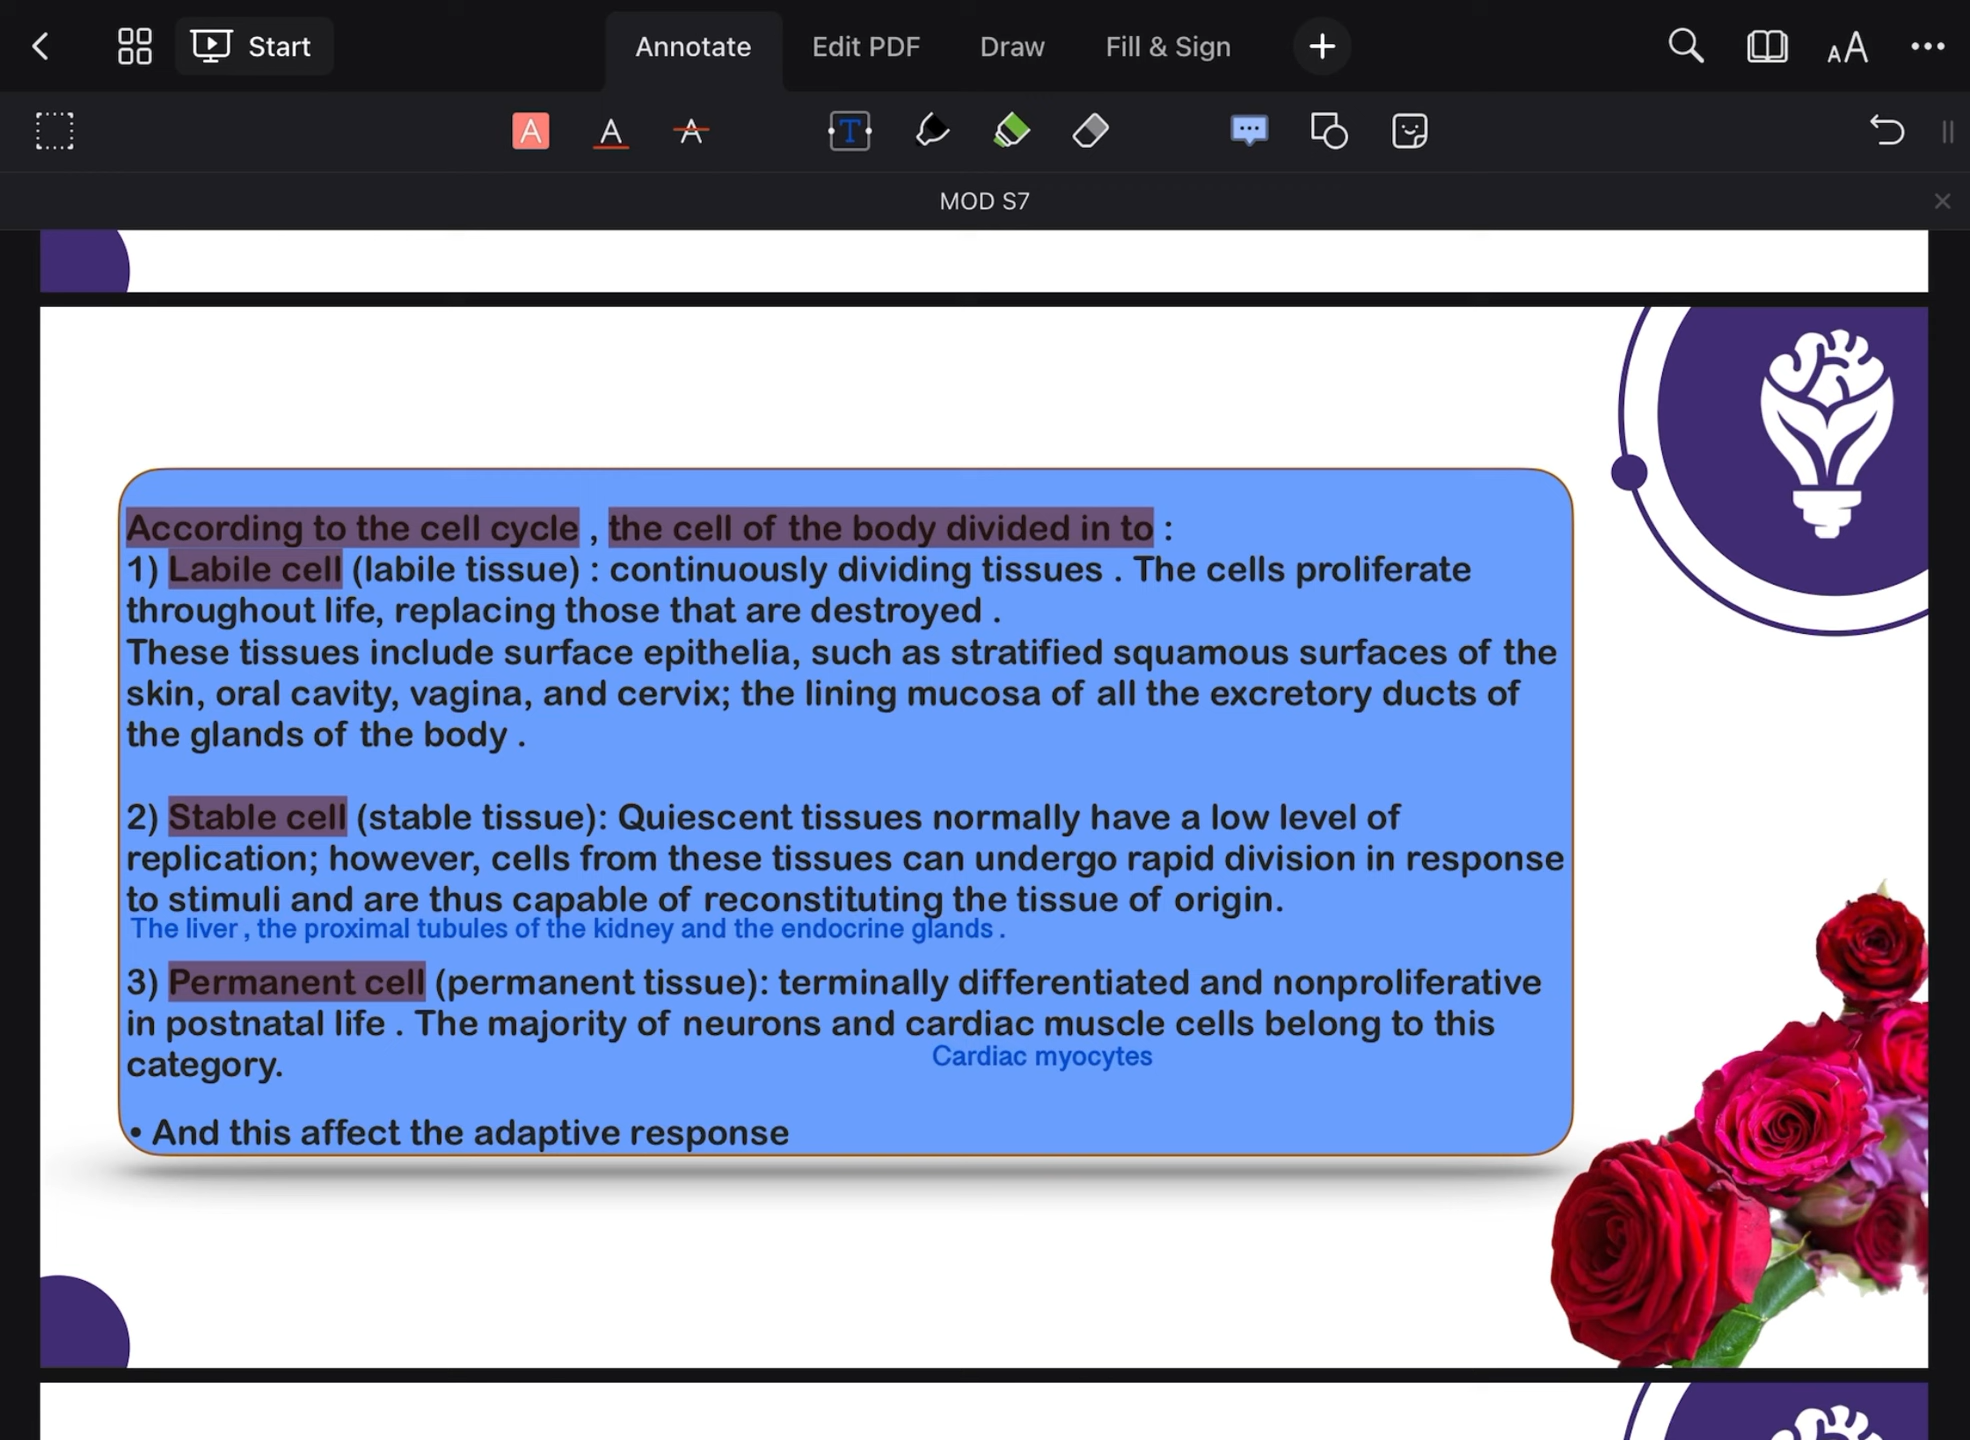 Start
Annotate
Edit PDF
Draw
Fill & Sign
AA
A
A
A
T
MOD S7
According to the cell cycle , the cell of the body divided in to :
1) Labile cell (labile tissue) : continuously dividing tissues . The cells proliferate
throughout life, replacing those that are destroyed .
These tissues include surface epithelia, such as stratified squamous surfaces of the
skin, oral cavity, vagina, and cervix; the lining mucosa of all the excretory ducts of
the glands of the body .
2) Stable cell (stable tissue): Quiescent tissues normally have a low level of
replication; however, cells from these tissues can undergo rapid division in response
to stimuli and are thus capable of reconstituting the tissue of origin.
The liver , the proximal tubules of the kidney and the endocrine glands .
3) Permanent cell (permanent tissue): terminally differentiated and nonproliferative
in postnatal life . The majority of neurons and cardiac muscle cells belong to this
Cardiac myocytes
category.
• And this affect the adaptive response